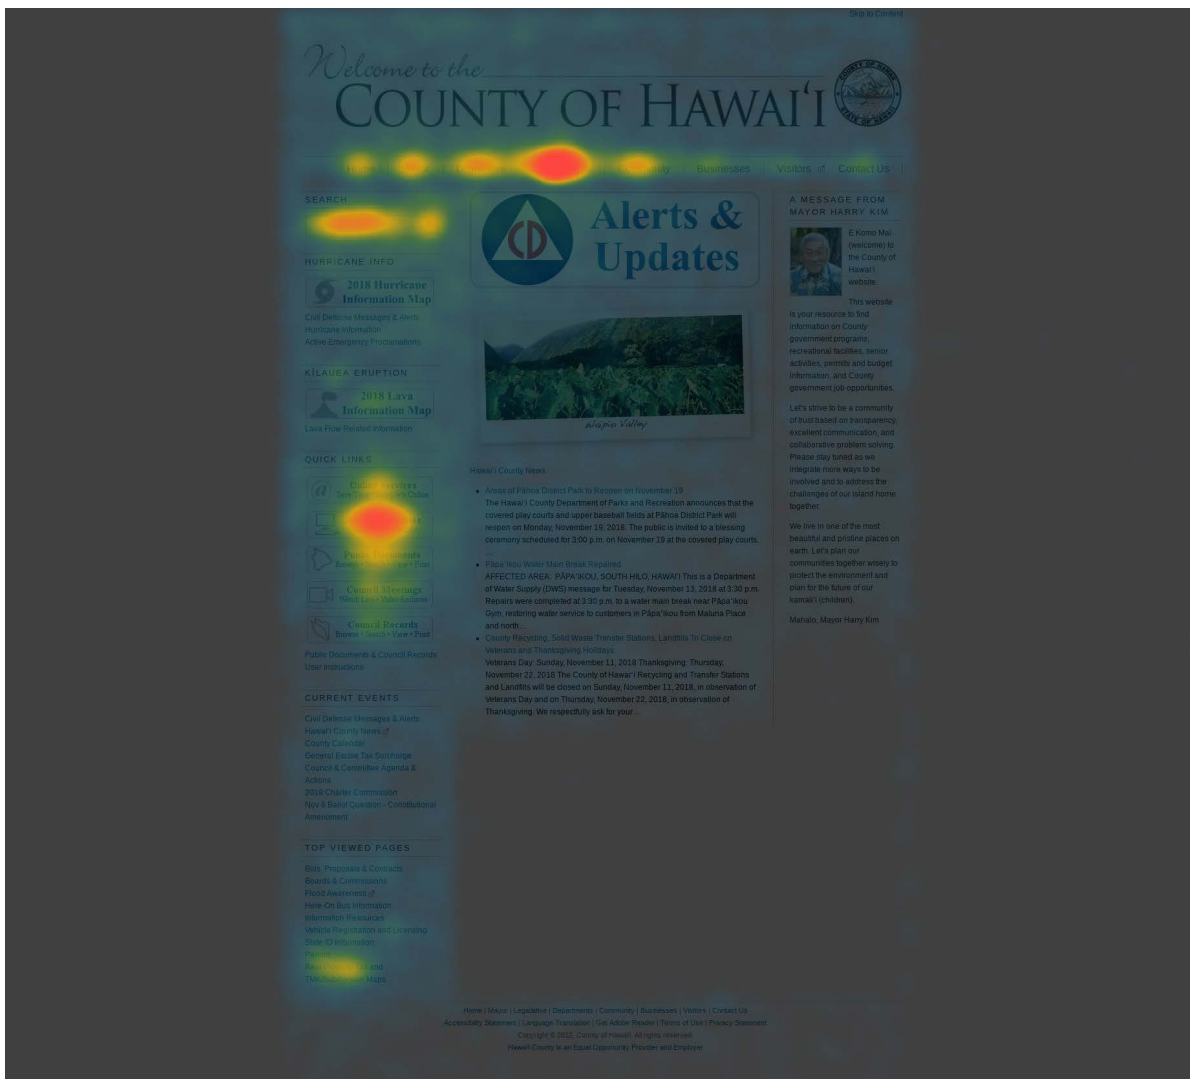 Skip to Content
Welcome to the
COUNTY OF HAWAI‘I
Businesses
Visitors
Contact Us
SEARCH
HURRICANE INFO
2018 Hurricane
Information Map
Civil Defense Messages & Alerts
Hurricane Information
Active Emergency Proclamations
KĪLAUEA ERUPTION
2018 Lava
Information Map
Lava Flow Related Information
QUICK LINKS
Online Services
Public Documents
Council Meetings
Council Records
Browse • Search • View • Print
Public Documents & Council Records
User Instructions
CURRENT EVENTS
Civil Defense Messages & Alerts
Hawai‘i County News
County Calendar
General Excise Tax Surcharge
Council & Committee Agenda &
Actions
2018 Charter Commission
Nov 6 Ballot Question - Constitutional
Amendment
TOP VIEWED PAGES
Bids, Proposals & Contracts
Boards & Commissions
Flood Awareness
Hele-On Bus Information
Information Resources
Vehicle Registration and Licensing
State ID Information
Maps
CD
Alerts &
Updates
Waipio Valley
Hawai‘i County News
Areas of Pāhoa District Park to Reopen on November 19
The Hawai‘i County Department of Parks and Recreation announces that the
covered play courts and upper baseball fields at Pāhoa District Park will
reopen on Monday, November 19, 2018. The public is invited to a blessing
ceremony scheduled for 3:00 p.m. on November 19 at the covered play courts.
...
Pāpa‘ikou Water Main Break Repaired
AFFECTED AREA: PĀPA‘IKOU, SOUTH HILO, HAWAI‘I This is a Department
of Water Supply (DWS) message for Tuesday, November 13, 2018 at 3:30 p.m.
Repairs were completed at 3:30 p.m. to a water main break near Pāpa‘ikou
Gym, restoring water service to customers in Pāpa‘ikou from Maluna Place
and north ...
County Recycling, Solid Waste Transfer Stations, Landfills To Close on
Veterans and Thanksgiving Holidays
Veterans Day: Sunday, November 11, 2018 Thanksgiving: Thursday,
November 22, 2018 The County of Hawai‘i Recycling and Transfer Stations
and Landfills will be closed on Sunday, November 11, 2018, in observation of
Veterans Day and on Thursday, November 22, 2018, in observation of
Thanksgiving. We respectfully ask for your ...
A MESSAGE FROM
MAYOR HARRY KIM
E Komo Mai
(welcome) to
the County of
Hawai‘i
website.
This website
is your resource to find
information on County
government programs,
recreational facilities, senior
activities, permits and budget
information, and County
government job opportunities.
Let's strive to be a community
of trust based on transparency,
excellent communication, and
collaborative problem solving.
Please stay tuned as we
integrate more ways to be
involved and to address the
challenges of our island home
together.
We live in one of the most
beautiful and pristine places on
earth. Let's plan our
communities together wisely to
protect the environment and
plan for the future of our
kamali‘i (children).
Mahalo, Mayor Harry Kim
Home | Mayor | Legislative | Departments | Community | Businesses | Visitors | Contact Us
Accessibility Statement | Language Translation | Get Adobe Reader | Terms of Use | Privacy Statement
Copyright © 2012, County of Hawai‘i. All rights reserved.
Hawai‘i County is an Equal Opportunity Provider and Employer